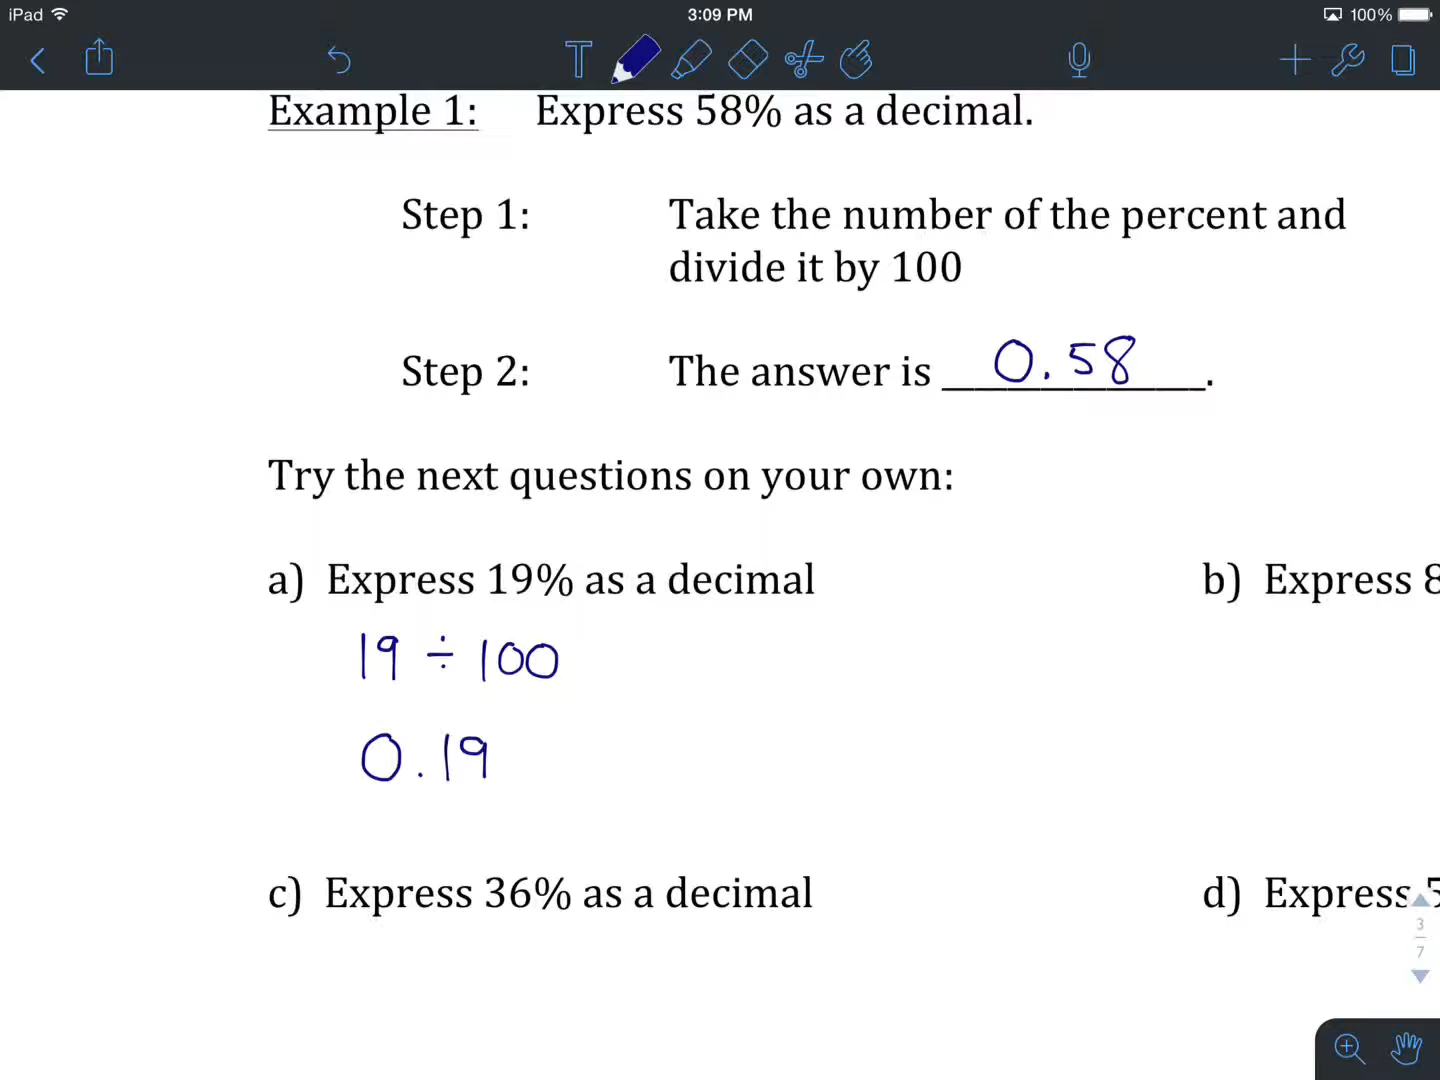 iPad 3:09 PM 100%
T
Example 1: Express 58% as a decimal.
Step 1: Take the number of the percent and
divide it by 100
Step 2: The answer is 0.58.
Try the next questions on your own:
a) Express 19% as a decimal b) Express 8
19 ÷ 100
0.19
c) Express 36% as a decimal d) Express 5
3
7